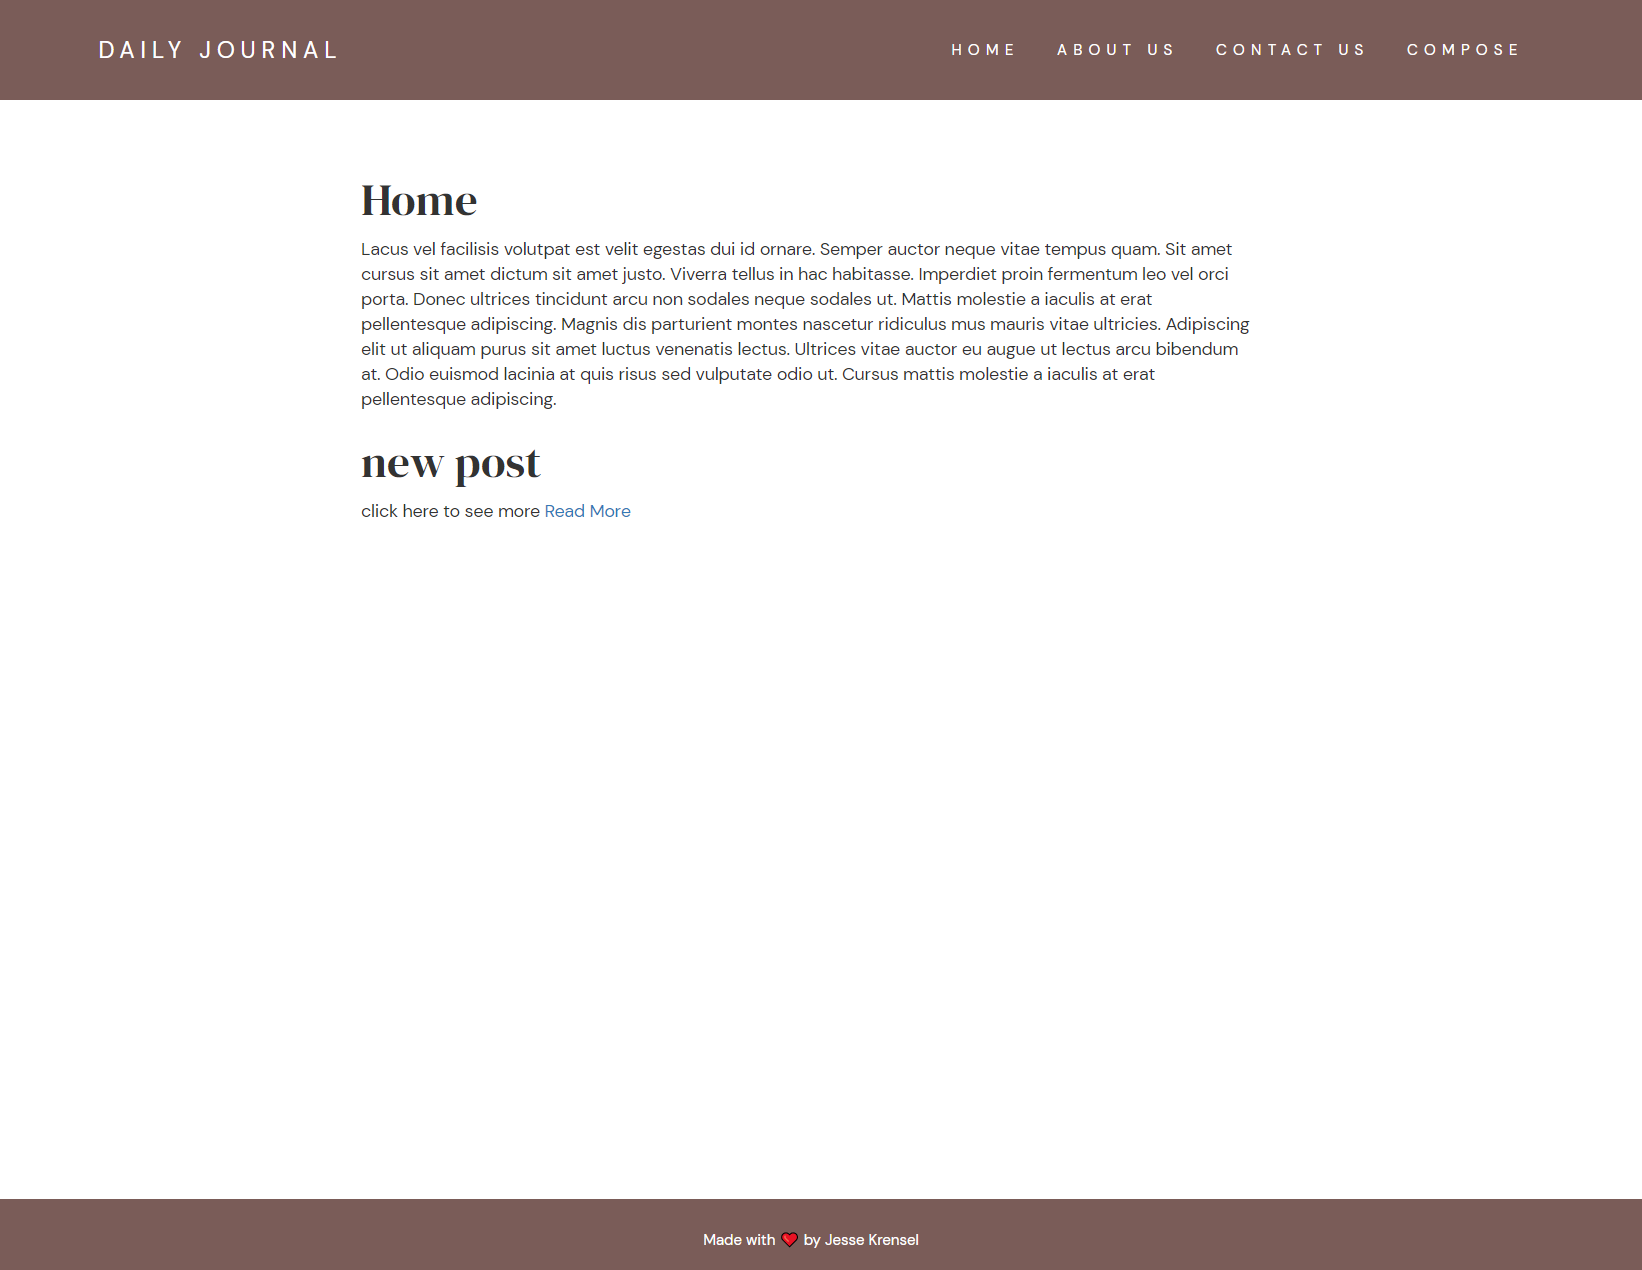 DAILY JOURNAL
HOME ABOUT US CONTACT US COMPOSE
Home
Lacus vel facilisis volutpat est velit egestas dui id ornare. Semper auctor neque vitae tempus quam. Sit amet
cursus sit amet dictum sit amet justo. Viverra tellus in hac habitasse. Imperdiet proin fermentum leo vel orci
porta. Donec ultrices tincidunt arcu non sodales neque sodales ut. Mattis molestie a iaculis at erat
pellentesque adipiscing. Magnis dis parturient montes nascetur ridiculus mus mauris vitae ultricies. Adipiscing
elit ut aliquam purus sit amet luctus venenatis lectus. Ultrices vitae auctor eu augue ut lectus arcu bibendum
at. Odio euismod lacinia at quis risus sed vulputate odio ut. Cursus mattis molestie a iaculis at erat
pellentesque adipiscing.
new post
click here to see more Read More
Made with ❤ by Jesse Krensel